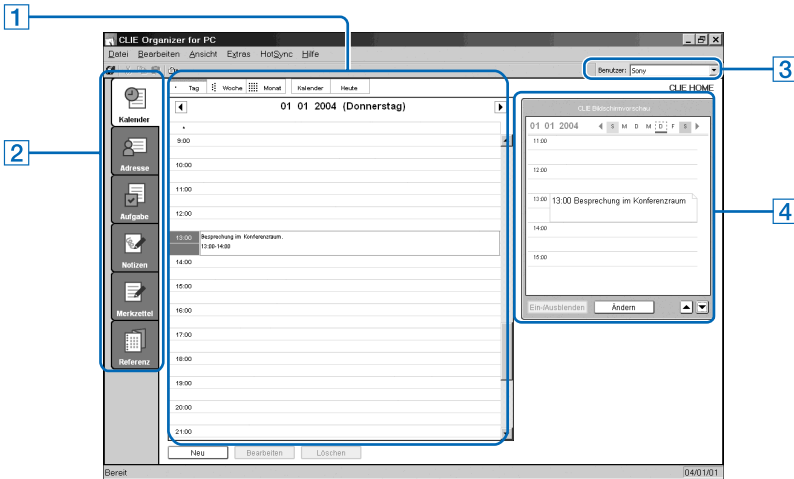 1
CLIE Organizer for PC
Datei Bearbeiten Ansicht Extras HotSync Hilfe
Benutzer: Sony
3
CLIE HOME
2
Kalender
Adresse
Aufgabe
Notizen
Merkzettel
Referenz
Tag Woche Monat Kalender Heute
01 01 2004 (Donnerstag)
9:00
10:00
11:00
12:00
13:00 Besprechung im Konferenzraum.
13:00-14:00
14:00
15:00
16:00
17:00
18:00
19:00
20:00
21:00
Neu Bearbeiten Löschen
CLIE Bildschirmvorschau
01 01 2004 S M D M D F S
11:00
12:00
13:00 13:00 Besprechung im Konferenzraum
14:00
15:00
Ein-/Ausblenden Ändern
4
Bereit 04/01/01